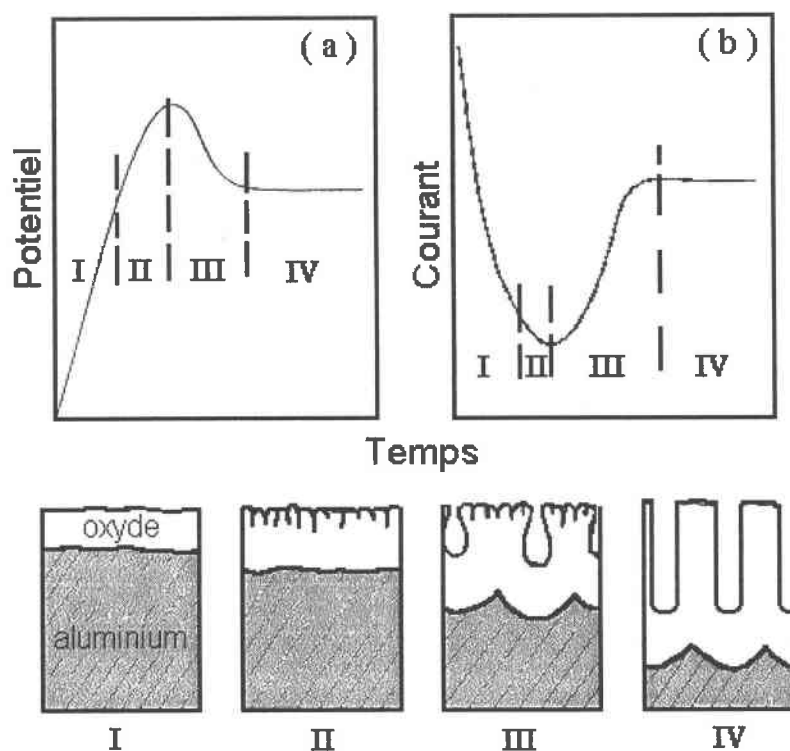 ( a )
Potentiel
I
II
III
IV
( b )
Courant
I
II
III
IV
Temps
oxyde
aluminium
I
II
III
IV